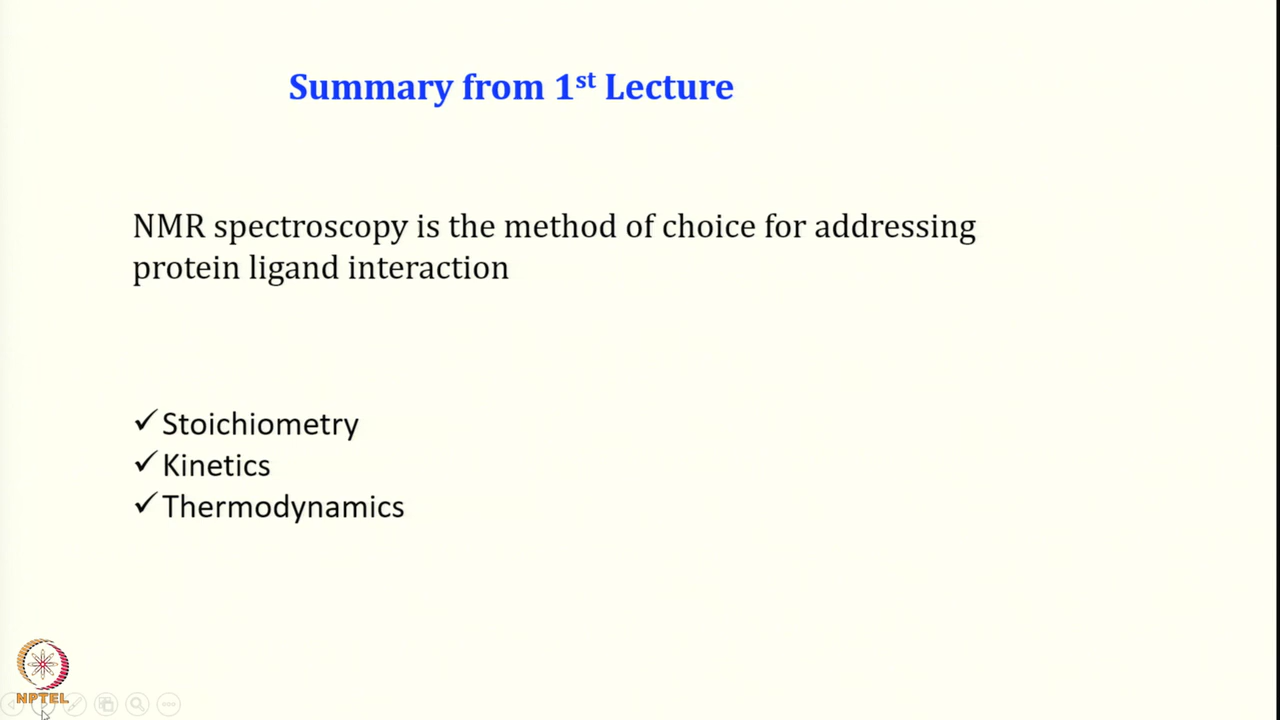 Summary from 1st Lecture
NMR spectroscopy is the method of choice for addressing
protein ligand interaction
✓ Stoichiometry
✓ Kinetics
✓ Thermodynamics
NPTEL